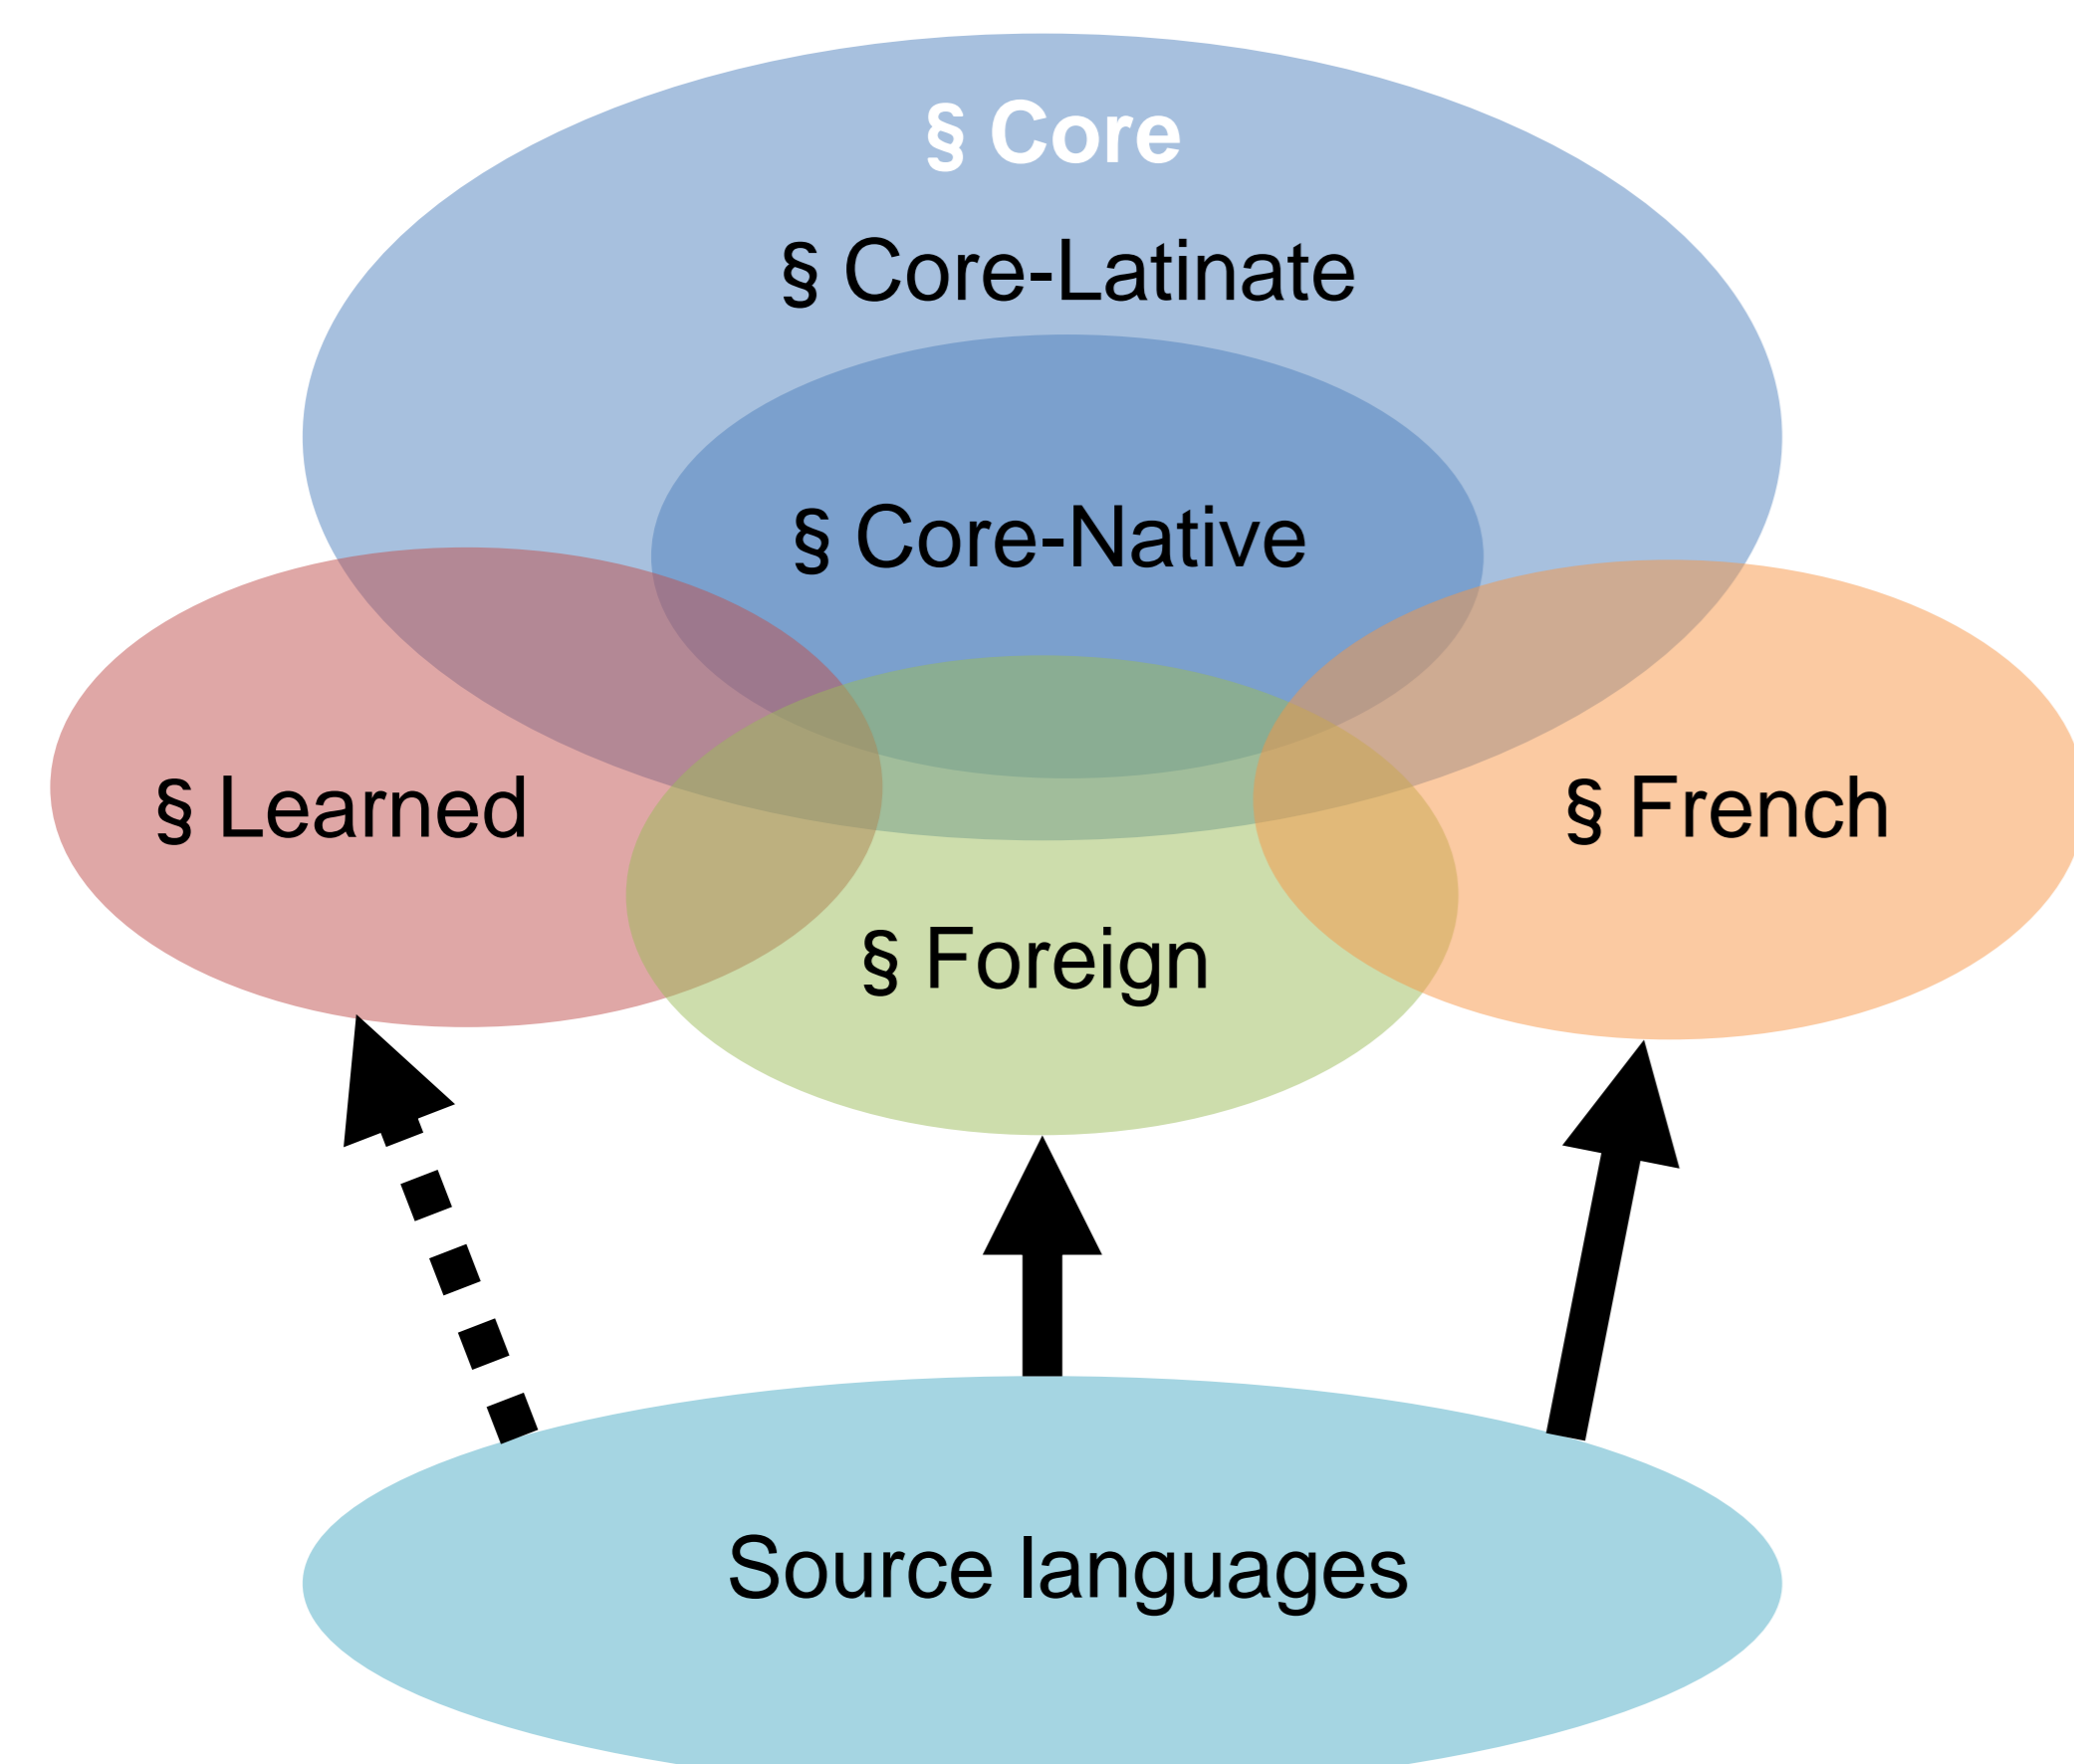 § Core
§ Core-Latinate
§ Core-Native
§ Learned
§ French
§ Foreign
Source languages